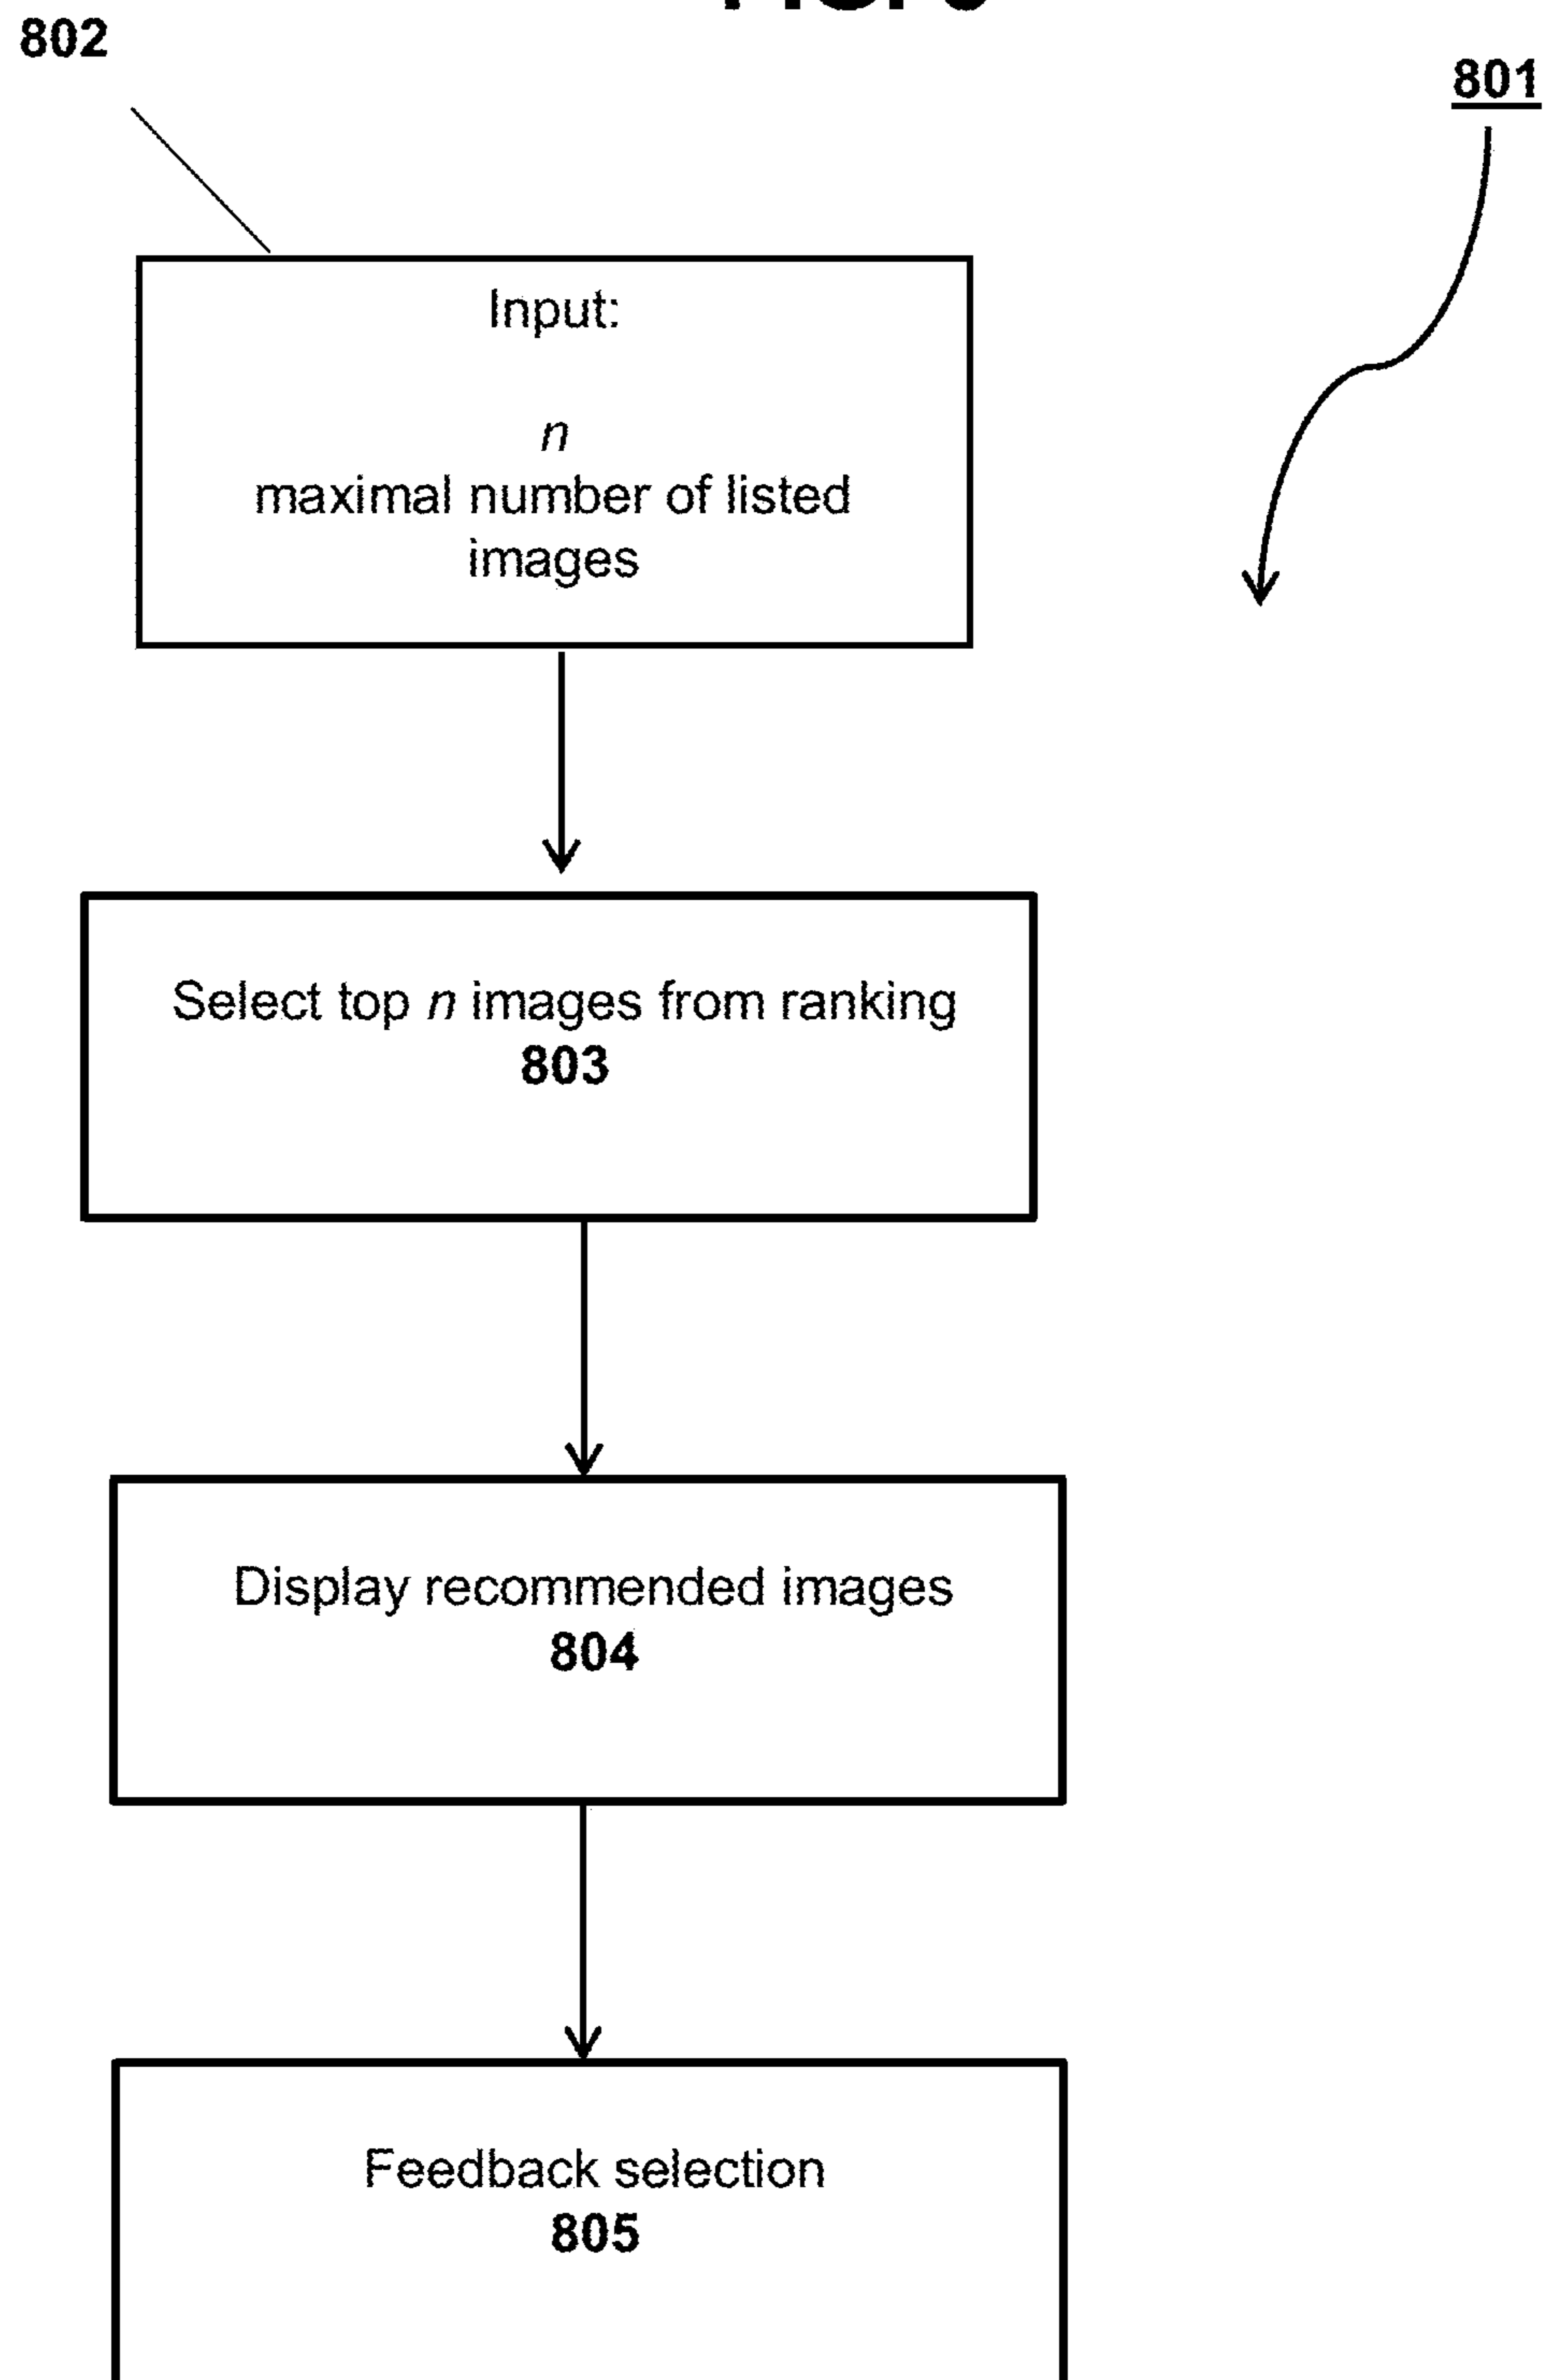 802
801
Input:
n
maximal number of listed
images
Select top n images from ranking
803
Display recommended images
804
Feedback selection
805